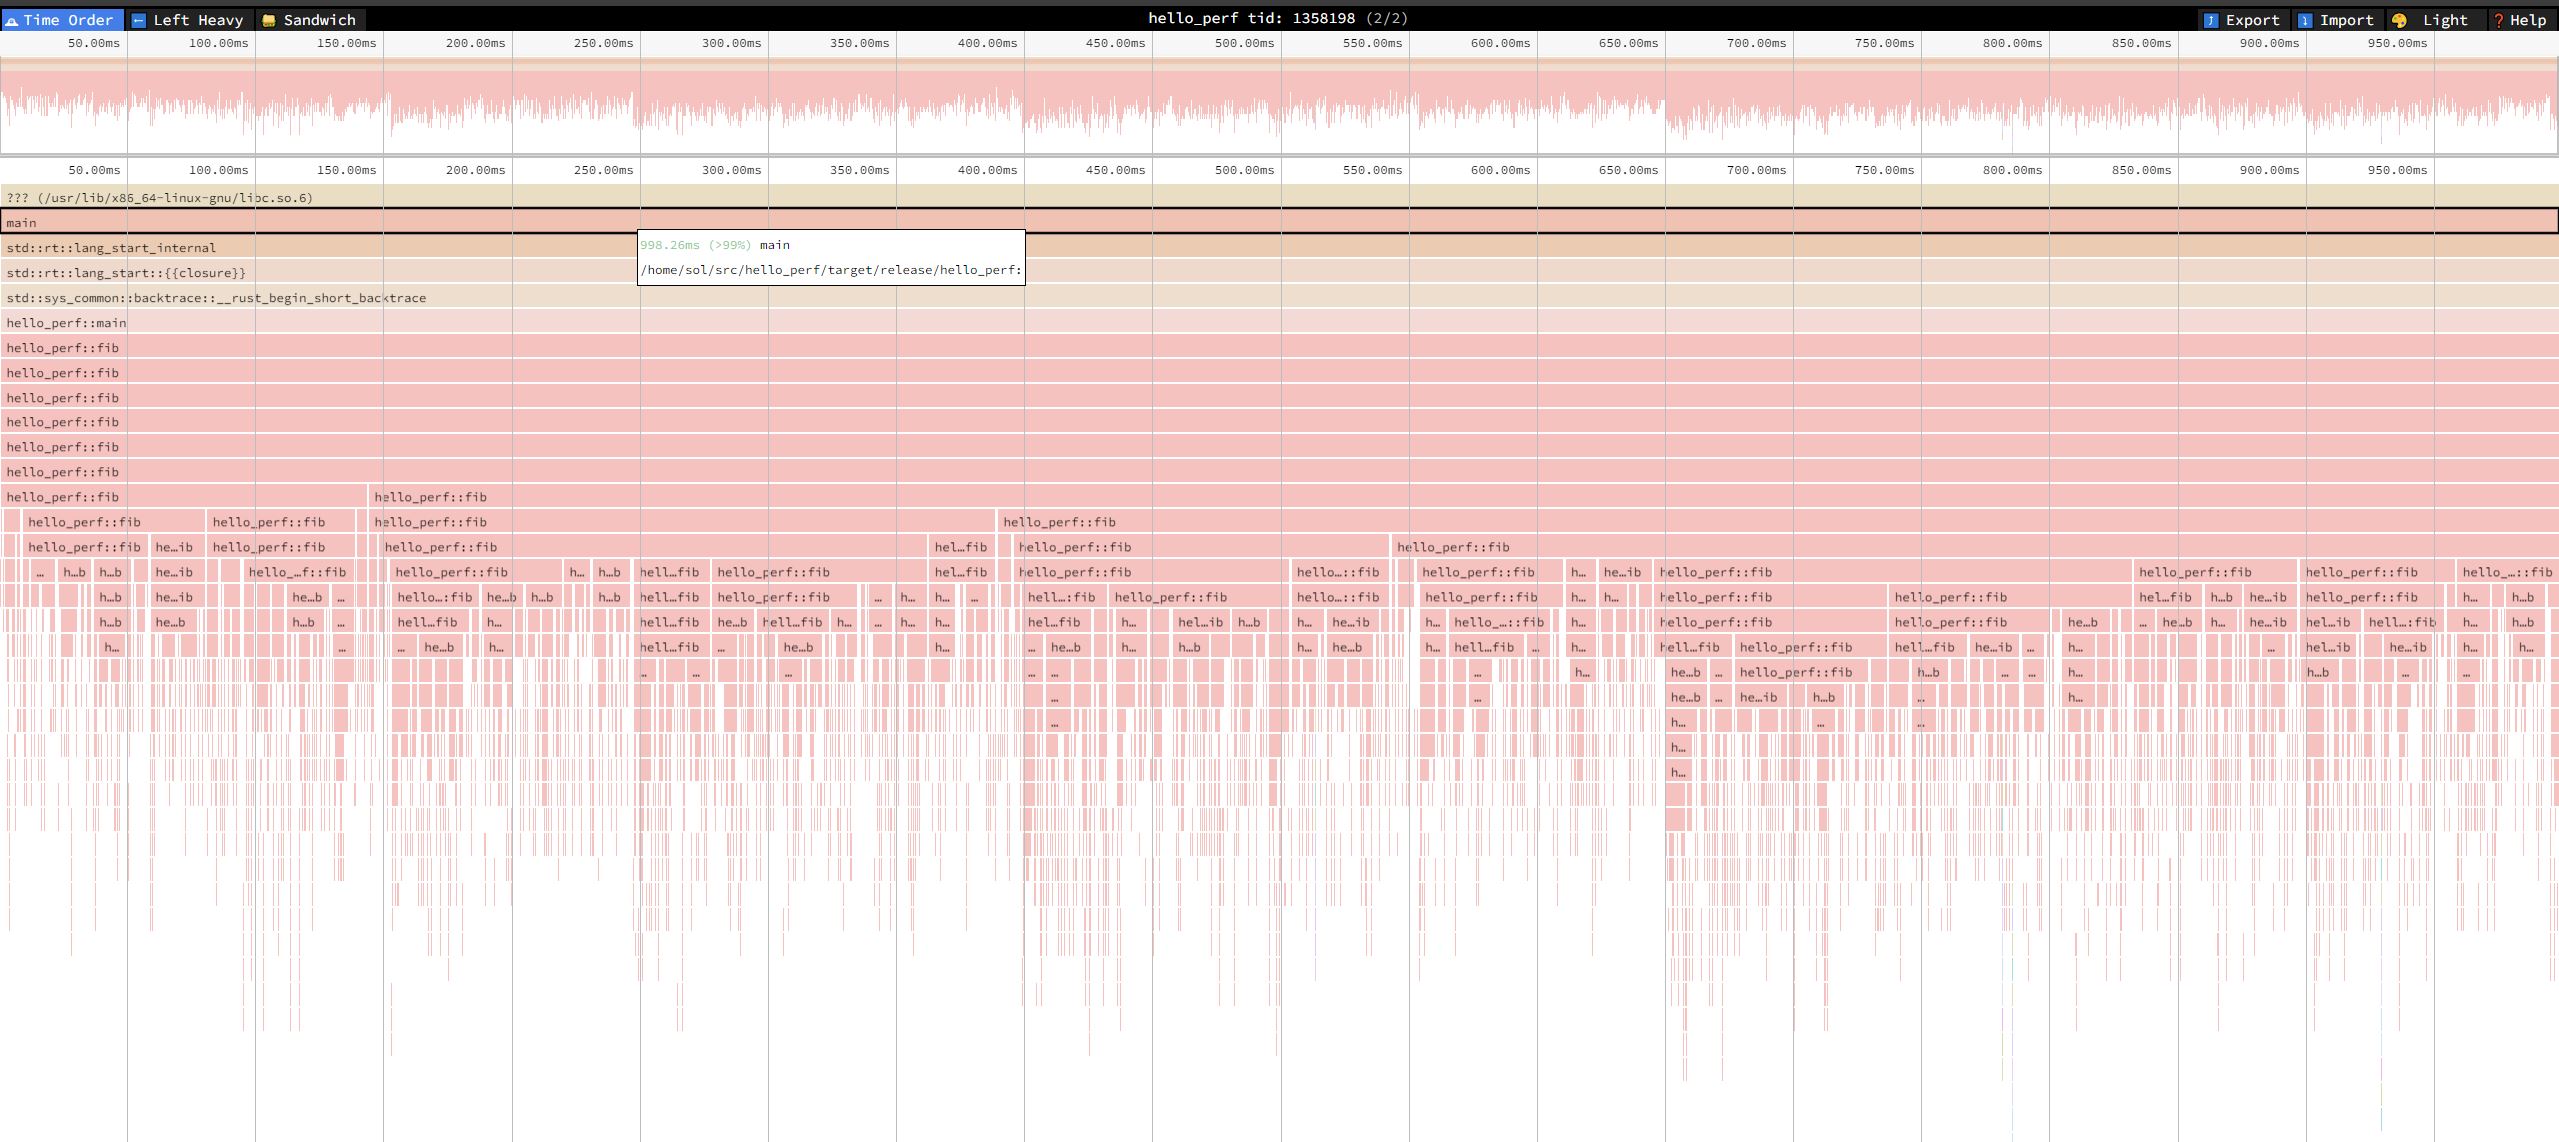 Time Order Left Heavy Sandwich hello_perf tid: 1358198 (2/2) Export Import Light Help
50.00ms 100.00ms 150.00ms 200.00ms 250.00ms 300.00ms 350.00ms 400.00ms 450.00ms 500.00ms 550.00ms 600.00ms 650.00ms 700.00ms 750.00ms 800.00ms 850.00ms 900.00ms 950.00ms
50.00ms 100.00ms 150.00ms 200.00ms 250.00ms 300.00ms 350.00ms 400.00ms 450.00ms 500.00ms 550.00ms 600.00ms 650.00ms 700.00ms 750.00ms 800.00ms 850.00ms 900.00ms 950.00ms
??? (/usr/lib/x86_64-linux-gnu/libc.so.6)
main
998.26ms (>99%) main
std::rt::lang_start_internal
/home/sol/src/hello_perf/target/release/hello_perf:
std::rt::lang_start::{{closure}}
std::sys_common::backtrace::__rust_begin_short_backtrace
hello_perf::main
hello_perf::fib
hello_perf::fib
hello_perf::fib
hello_perf::fib
hello_perf::fib
hello_perf::fib
hello_perf::fib hello_perf::fib
hello_perf::fib hello_perf::fib hello_perf::fib hello_perf::fib
hello_perf::fib he…ib hello_perf::fib hello_perf::fib hel…fib hello_perf::fib hello_perf::fib
… h…b h…b he…ib hello_…f::fib hello_perf::fib h… h…b hell…fib hello_perf::fib hel…fib hello_perf::fib hello…::fib hello_perf::fib h… he…ib hello_perf::fib hello_perf::fib hello_perf::fib hello_…::fib
h…b he…ib he…b … hello…:fib he…b h…b h…b hell…fib hello_perf::fib … h… h… … hell…:fib hello_perf::fib hello…::fib hello_perf::fib h… h… hello_perf::fib hello_perf::fib hel…fib h…b he…ib hello_perf::fib h… h…b
h…b he…b h…b … hell…fib h… hell…fib he…b hell…fib h… … h… h… hel…fib h… hel…ib h…b h… he…ib h… hello_…::fib h… hello_perf::fib hello_perf::fib he…b … he…b h… he…ib hel…ib hell…:fib h… h…b
h… … … he…b h… hell…fib … he…b h… … he…b h… h…b h… he…b h… hell…fib … h… hell…fib hello_perf::fib hell…fib he…ib … h… … hel…ib he…ib h… h…
… … … … … … h… he…b … hello_perf::fib h…b … … h… h…b … …
… … he…b … he…ib h…b … h…
… h… … …
h…
h…